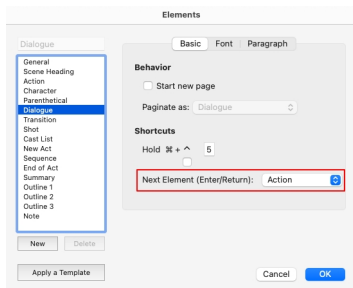 Elements
Dialogue
General
Scene Heading
Action
Character
Parenthetical
Dialogue
Transition
Shot
Cast List
New Act
Sequence
End of Act
Summary
Outline 1
Outline 2
Outline 3
Note
New Delete
Apply a Template
Basic Font Paragraph
Behavior
Start new page
Paginate as: Dialogue
Shortcuts
Hold ⌘ + ^ 5
Next Element (Enter/Return): Action
Cancel OK